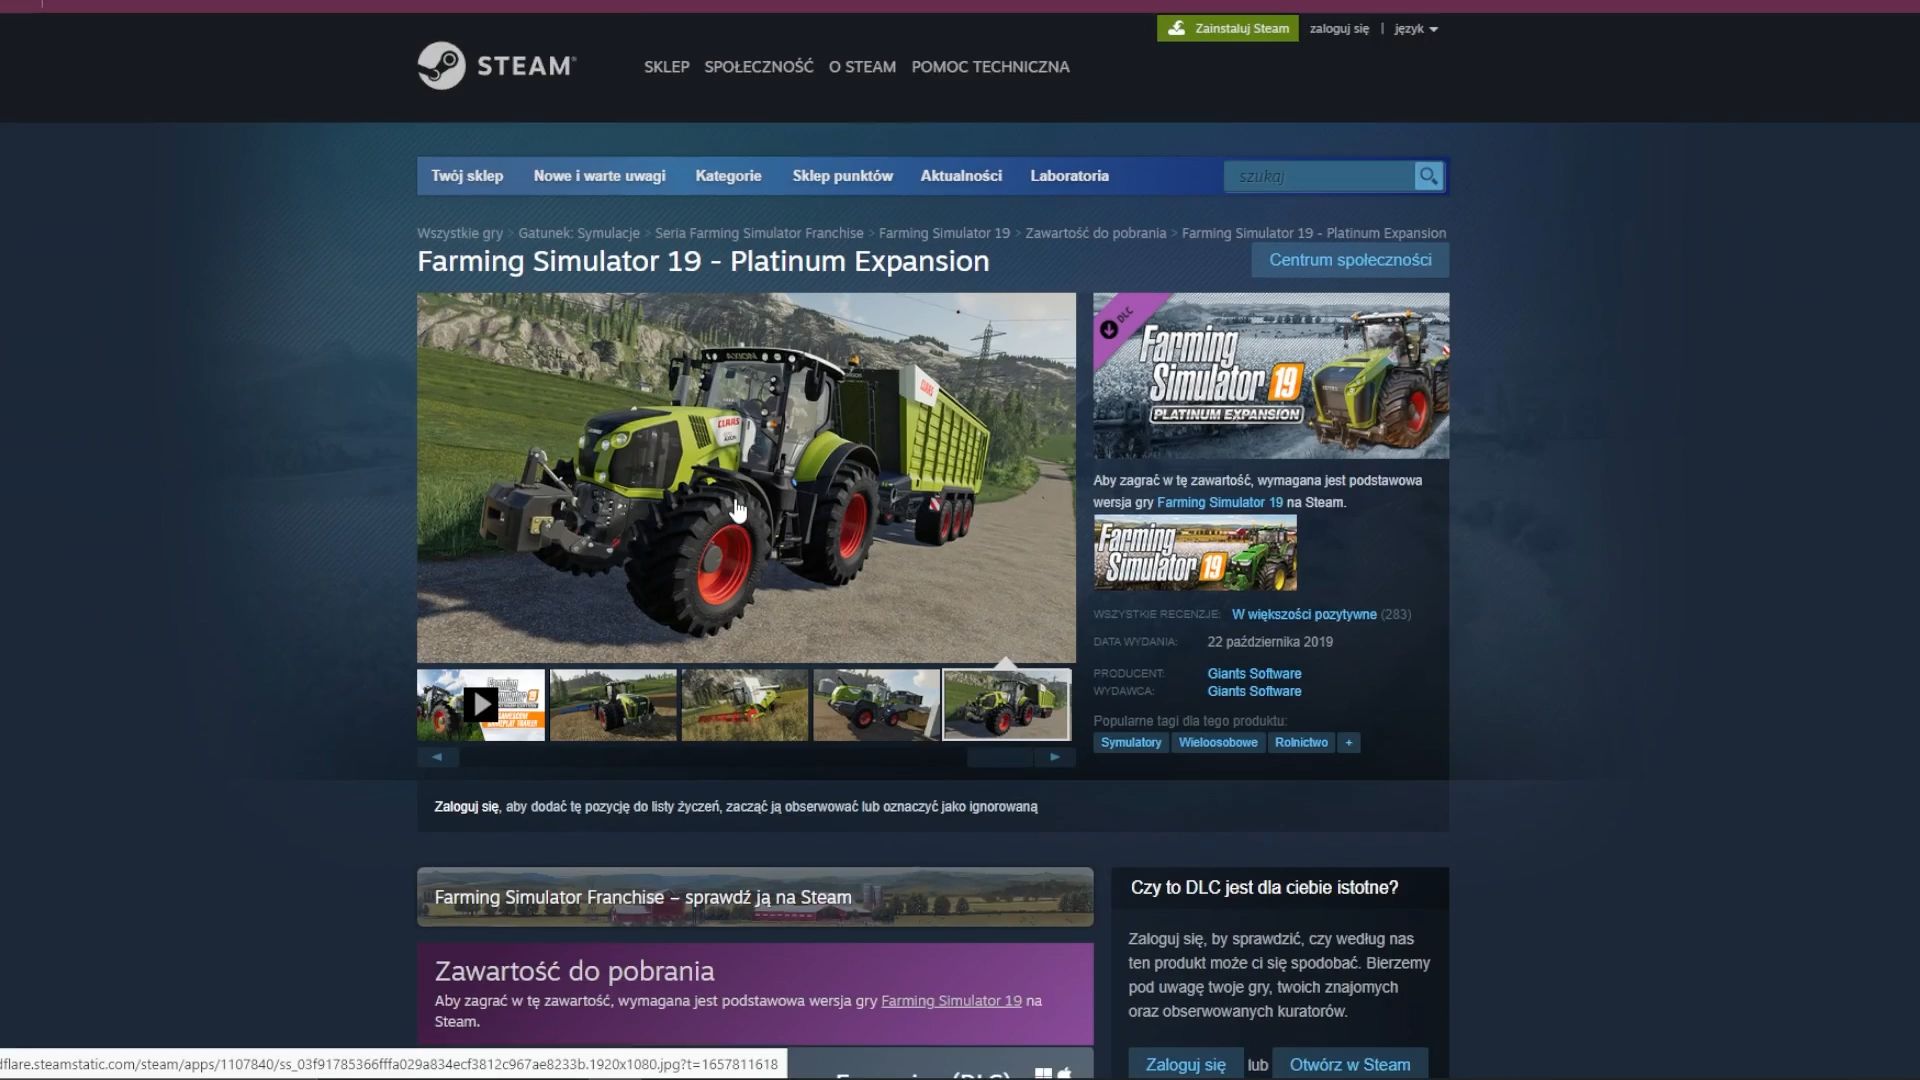 Zainstaluj Steam
zaloguj się | język
STEAM®
SKLEP SPOŁECZNOŚĆ O STEAM POMOC TECHNICZNA
Twój sklep Nowe i warte uwagi Kategorie Sklep punktów Aktualności Laboratoria
szukaj
Wszystkie gry > Gatunek: Symulacje > Seria Farming Simulator Franchise > Farming Simulator 19 > Zawartość do pobrania > Farming Simulator 19 - Platinum Expansion
Farming Simulator 19 - Platinum Expansion
Centrum społeczności
AXION
CLAAS
CLAAS
AXION
DLC
Farming
Simulator 19
PLATINUM EXPANSION
Aby zagrać w tę zawartość, wymagana jest podstawowa
wersja gry Farming Simulator 19 na Steam.
Farming
Simulator 19
WSZYSTKIE RECENZJE: W większości pozytywne (283)
DATA WYDANIA: 22 października 2019
PRODUCENT: Giants Software
WYDAWCA: Giants Software
Popularne tagi dla tego produktu:
Symulatory Wieloosobowe Rolnictwo +
Zaloguj się, aby dodać tę pozycję do listy życzeń, zacząć ją obserwować lub oznaczyć jako ignorowaną
Farming Simulator Franchise – sprawdź ją na Steam
Zawartość do pobrania
Aby zagrać w tę zawartość, wymagana jest podstawowa wersja gry Farming Simulator 19 na
Steam.
Czy to DLC jest dla ciebie istotne?
Zaloguj się, by sprawdzić, czy według nas
ten produkt może ci się spodobać. Bierzemy
pod uwagę twoje gry, twoich znajomych
oraz obserwowanych kuratorów.
Zaloguj się lub Otwórz w Steam
dflare.steamstatic.com/steam/apps/1107840/ss_03f91785366fffa029a834ecf3812c967ae8233b.1920x1080.jpg?t=1657811618